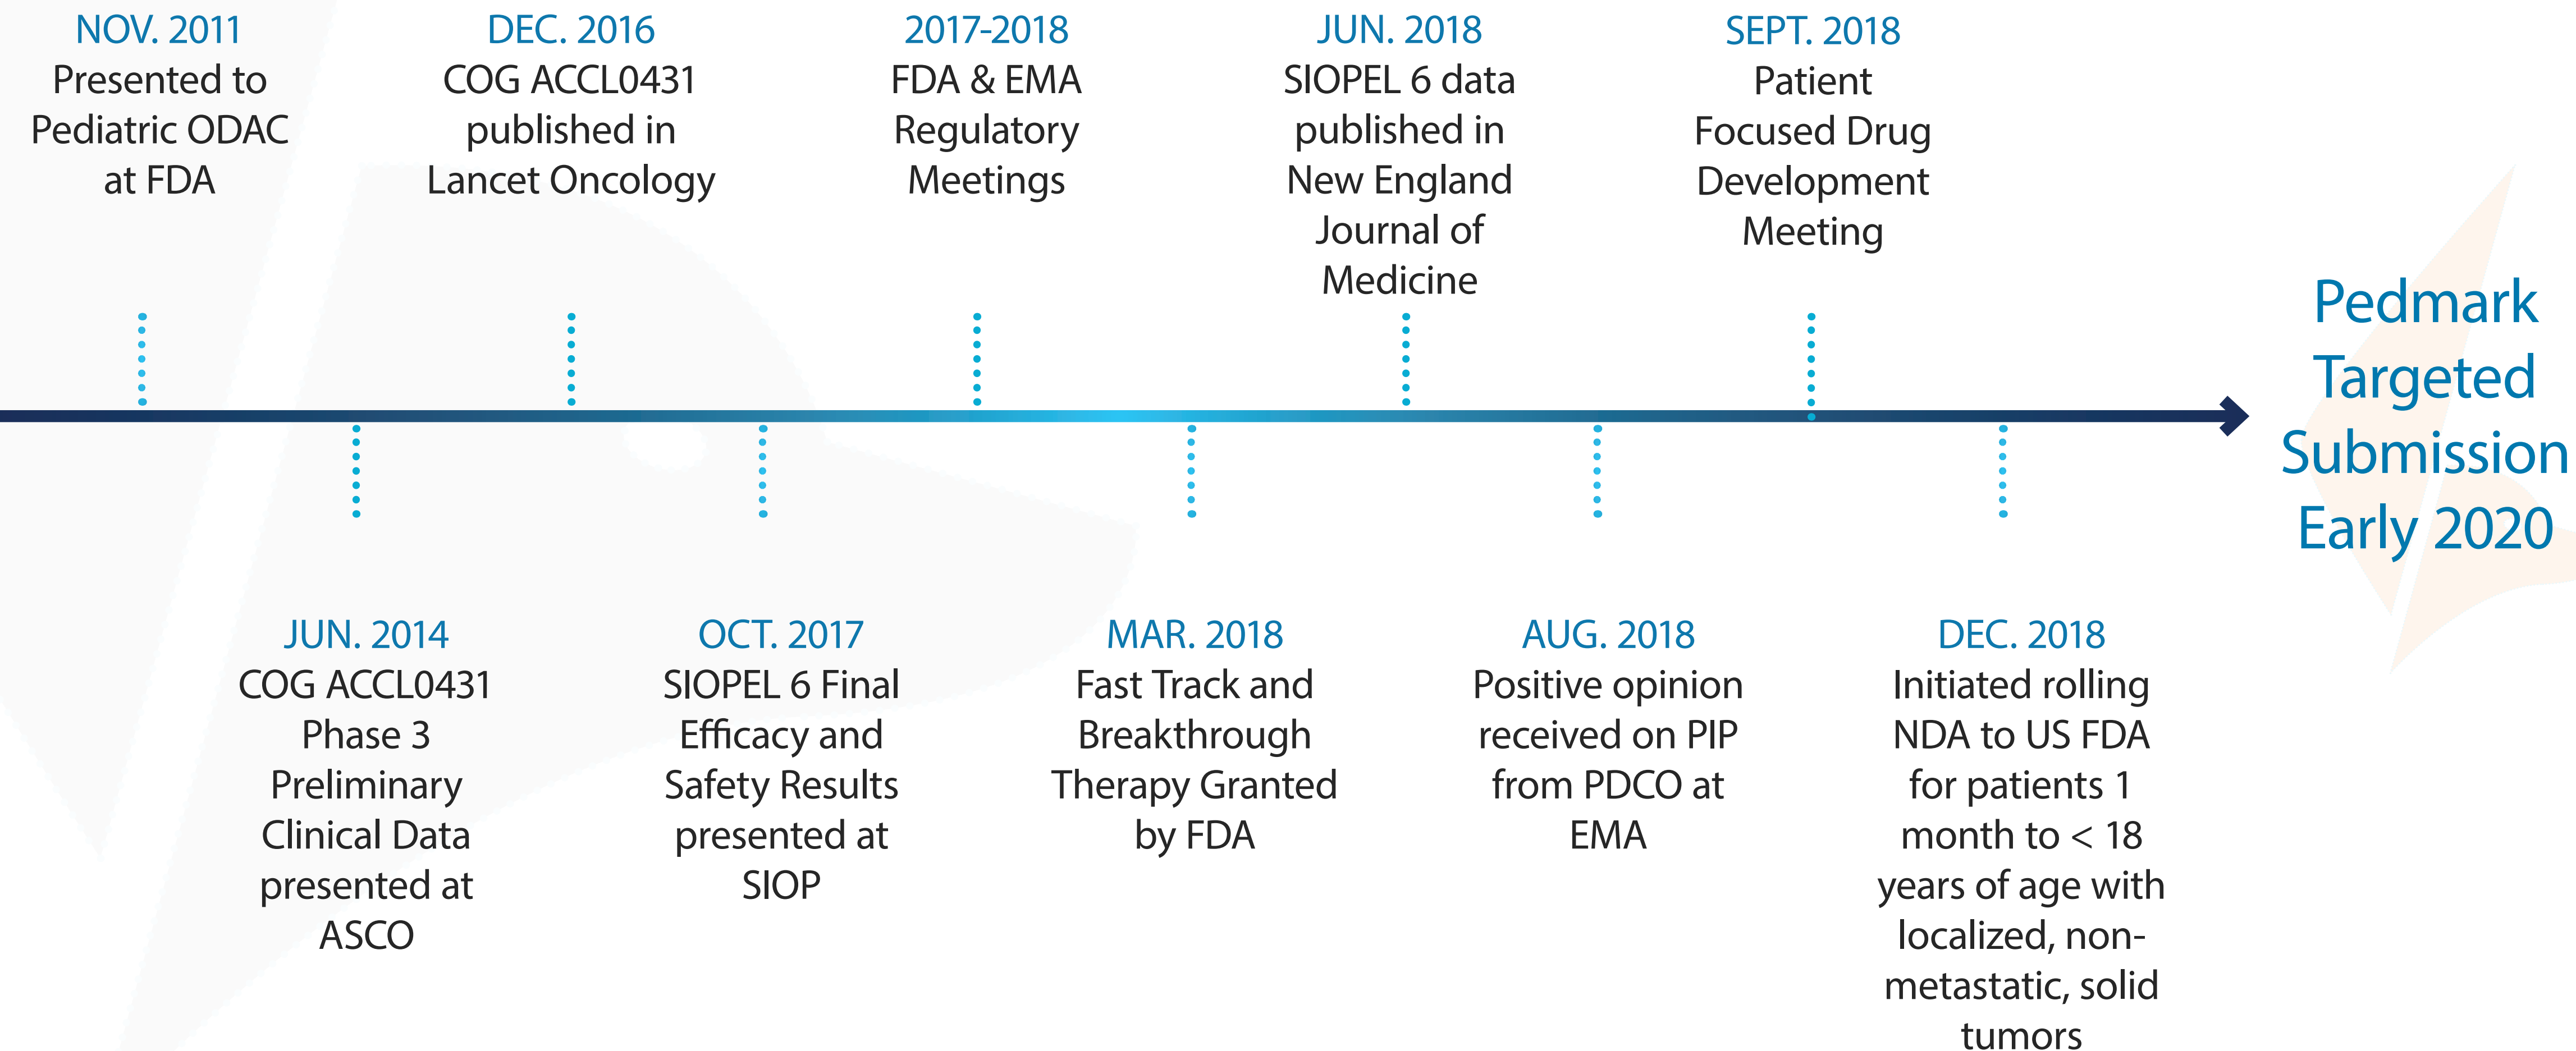 NOV. 2011
Presented to
Pediatric ODAC
at FDA
DEC. 2016
COG ACCL0431
published in
Lancet Oncology
2017-2018
FDA & EMA
Regulatory
Meetings
JUN. 2018
SIOPEL 6 data
published in
New England
Journal of
Medicine
SEPT. 2018
Patient
Focused Drug
Development
Meeting
Pedmark
Targeted
Submission
Early 2020
JUN. 2014
COG ACCL0431
Phase 3
Preliminary
Clinical Data
presented at
ASCO
OCT. 2017
SIOPEL 6 Final
Efficacy and
Safety Results
presented at
SIOP
MAR. 2018
Fast Track and
Breakthrough
Therapy Granted
by FDA
AUG. 2018
Positive opinion
received on PIP
from PDCO at
EMA
DEC. 2018
Initiated rolling
NDA to US FDA
for patients 1
month to < 18
years of age with
localized, non-
metastatic, solid
tumors